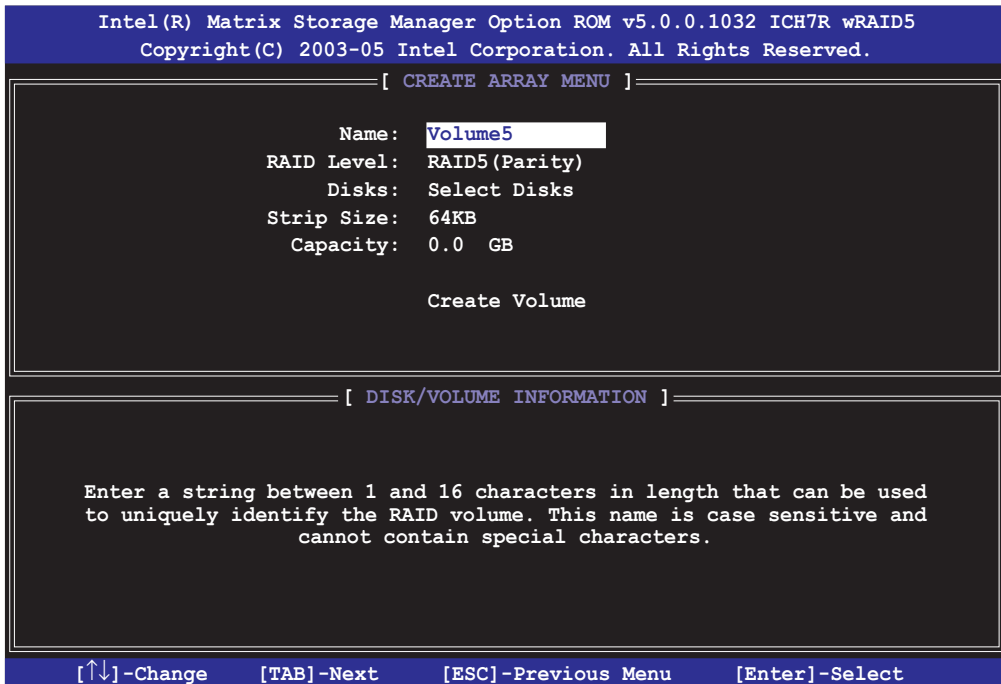 Intel(R) Matrix Storage Manager Option ROM v5.0.0.1032 ICH7R wRAID5
Copyright(C) 2003-05 Intel Corporation. All Rights Reserved.
[ CREATE ARRAY MENU ]
Name: Volume5
RAID Level: RAID5(Parity)
Disks: Select Disks
Strip Size: 64KB
Capacity: 0.0 GB
Create Volume
[ DISK/VOLUME INFORMATION ]
Enter a string between 1 and 16 characters in length that can be used
to uniquely identify the RAID volume. This name is case sensitive and
cannot contain special characters.
[↑↓]-Change [TAB]-Next [ESC]-Previous Menu [Enter]-Select